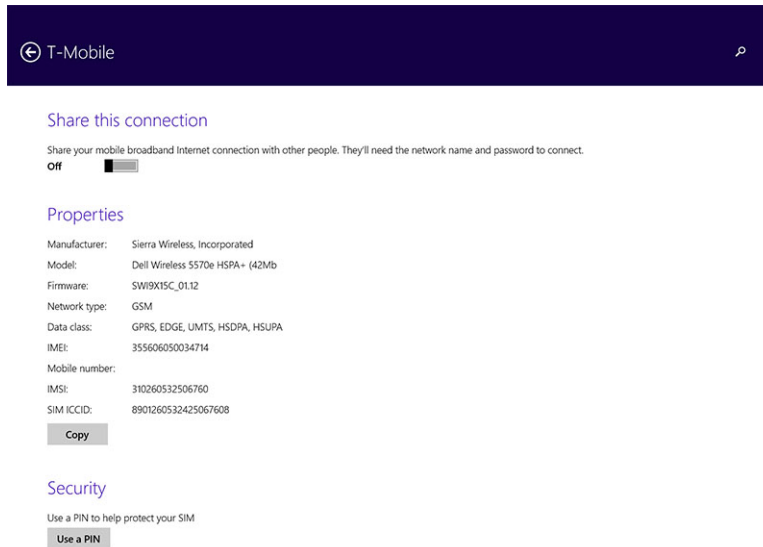 T-Mobile
Share this connection
Share your mobile broadband Internet connection with other people. They'll need the network name and password to connect.
Off
Properties
Manufacturer: Sierra Wireless, Incorporated
Model: Dell Wireless 5570e HSPA+ (42Mb
Firmware: SWI9X15C_01.12
Network type: GSM
Data class: GPRS, EDGE, UMTS, HSDPA, HSUPA
IMEI: 355606050034714
Mobile number:
IMSI: 310260532506760
SIM ICCID: 8901260532425067608
Copy
Security
Use a PIN to help protect your SIM
Use a PIN